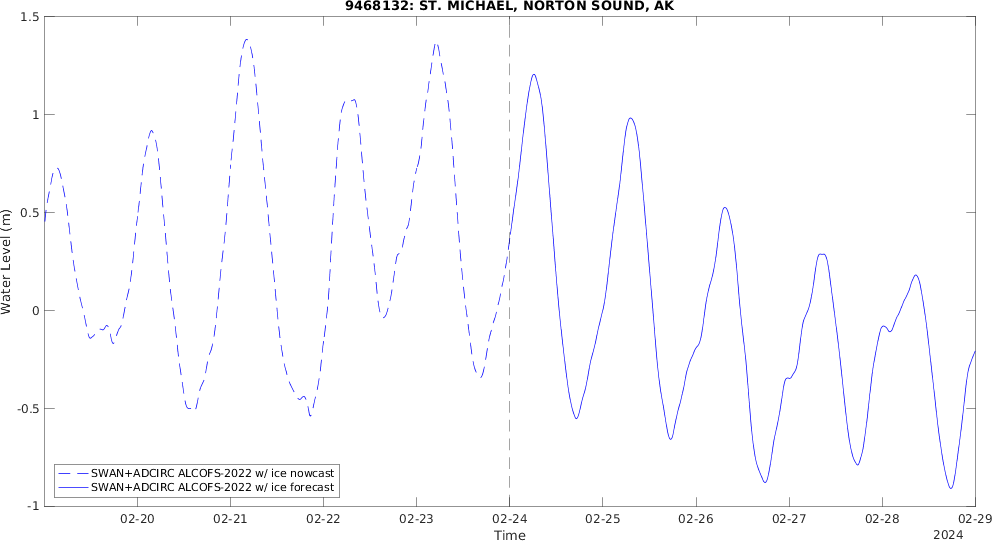 9468132: ST. MICHAEL, NORTON SOUND, AK
Water Level (m)
1.5
1
0.5
0
-0.5
-1
SWAN+ADCIRC ALCOFS-2022 w/ ice nowcast
SWAN+ADCIRC ALCOFS-2022 w/ ice forecast
02-20 02-21 02-22 02-23 02-24 02-25 02-26 02-27 02-28 02-29
Time
2024